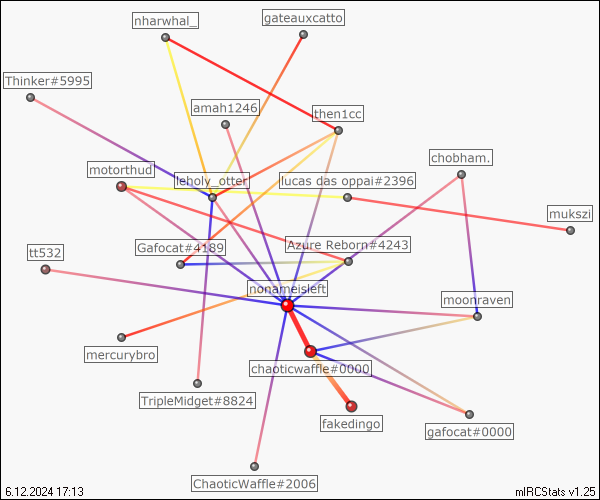 nharwhal_
gateauxcatto
Thinker#5995
amah1246
then1cc
chobham.
motorthud
leholy_otter
lucas das oppai#2396
mukszi
tt532
Gafocat#4189
Azure Reborn#4243
nonameisleft
moonraven
mercurybro
chaoticwaffle#0000
TripleMidget#8824
fakedingo
gafocat#0000
ChaoticWaffle#2006
6.12.2024 17:13
mIRCStats v1.25